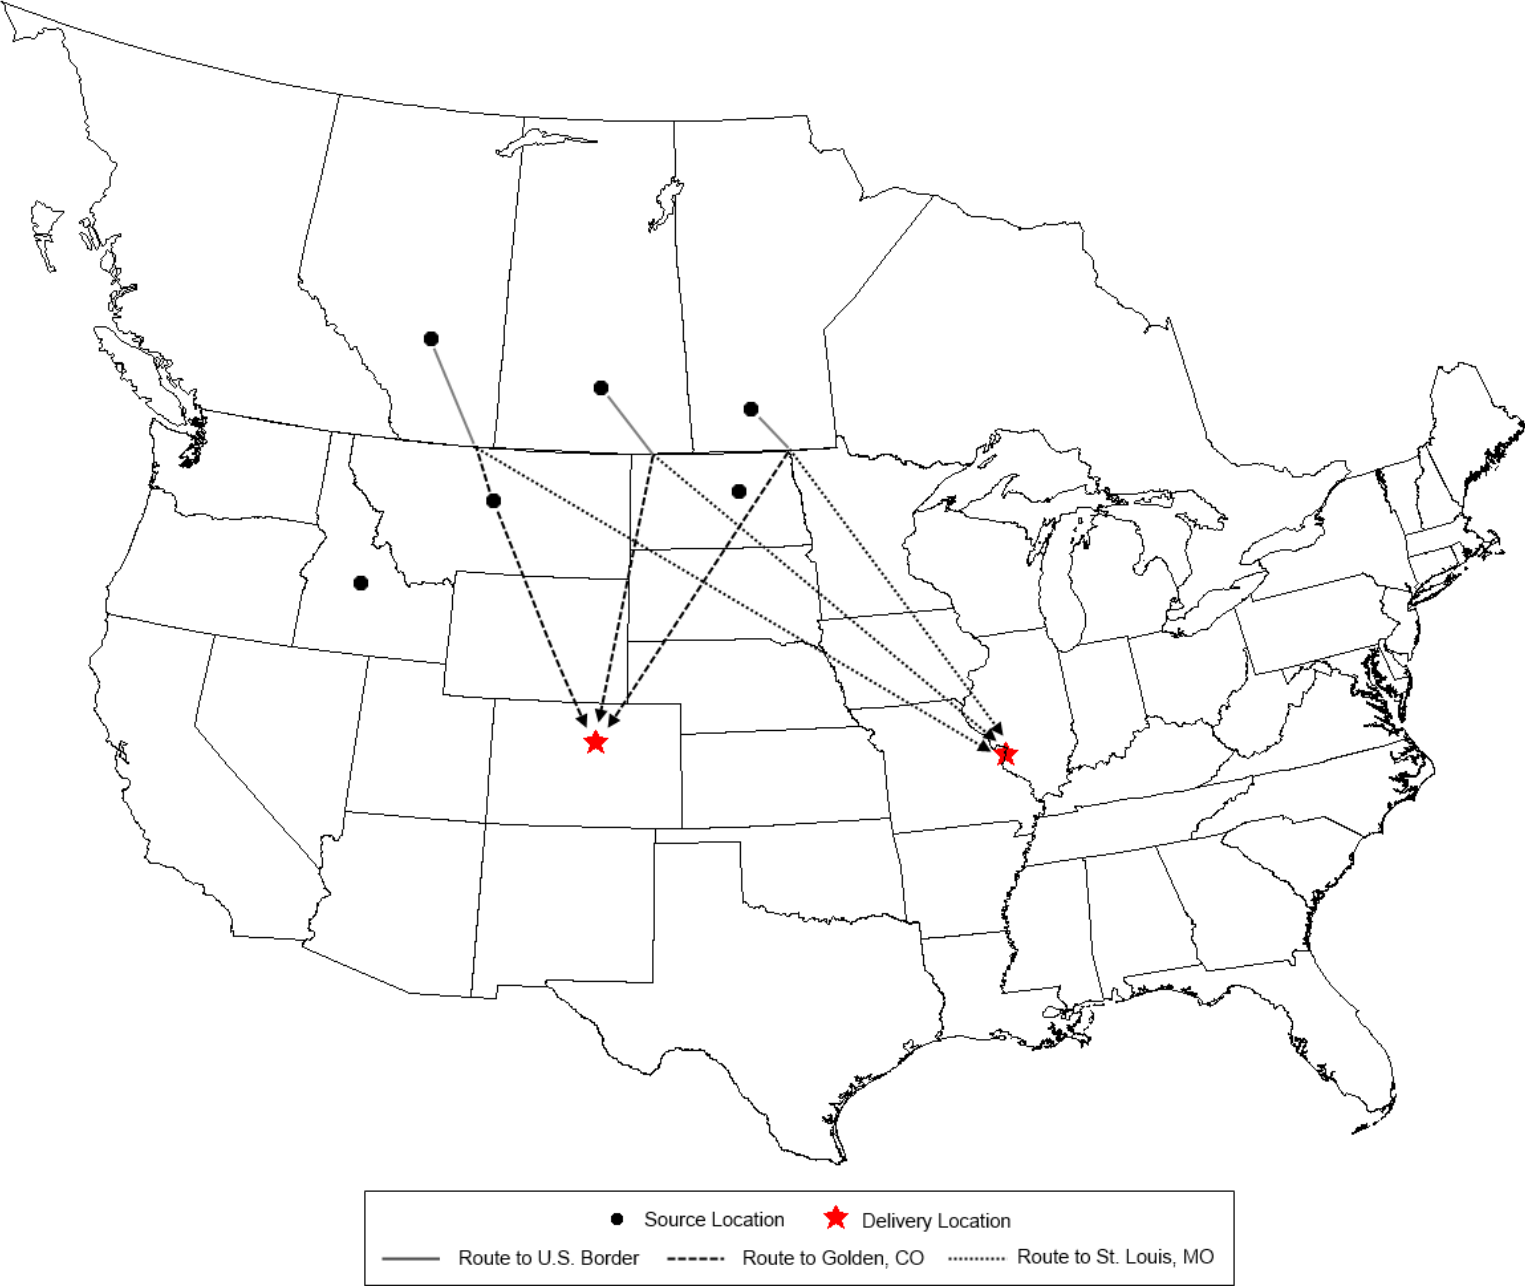 Source Location
Delivery Location
Route to U.S. Border
Route to Golden, CO
Route to St. Louis, MO